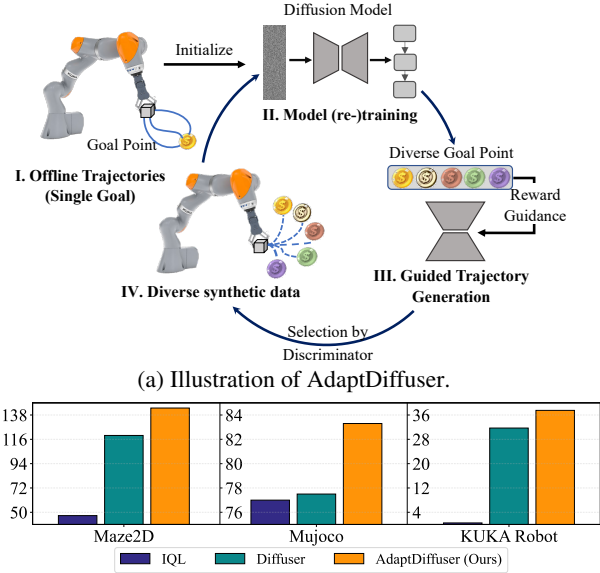 Diffusion Model
Initialize
II. Model (re-)training
Goal Point
I. Offline Trajectories
(Single Goal)
Diverse Goal Point
Reward
Guidance
III. Guided Trajectory
Generation
IV. Diverse synthetic data
Selection by
Discriminator
(a) Illustration of AdaptDiffuser.
138
116
94
72
50
Maze2D
84
82
80
78
76
Mujoco
36
28
20
12
4
KUKA Robot
IQL
Diffuser
AdaptDiffuser (Ours)